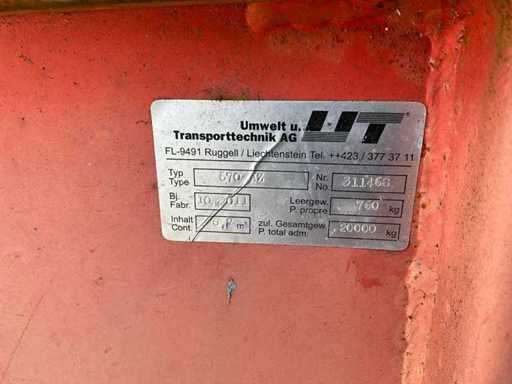 Umwelt u.
Transporttechnik AG
UT
FL-9491 Ruggell / Liechtenstein Tel. ++423 / 377 37 11
Typ
Type
Nr.
No.
311468
Bj.
Fabr.
Leergew.
P. propre
760 kg
Inhalt
Cont.
m³
zul. Gesamtgew.
P. total adm.
20000 kg